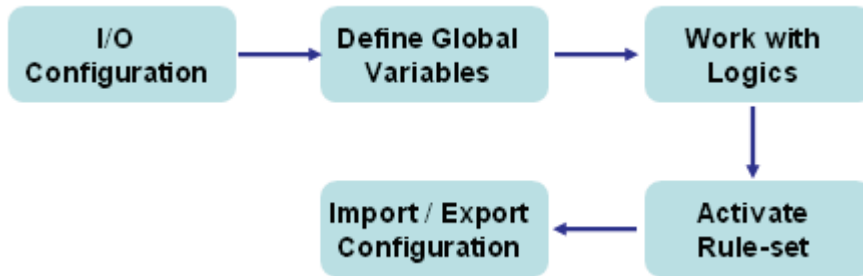 I/O
Configuration
Define Global
Variables
Work with
Logics
Activate
Rule-set
Import / Export
Configuration